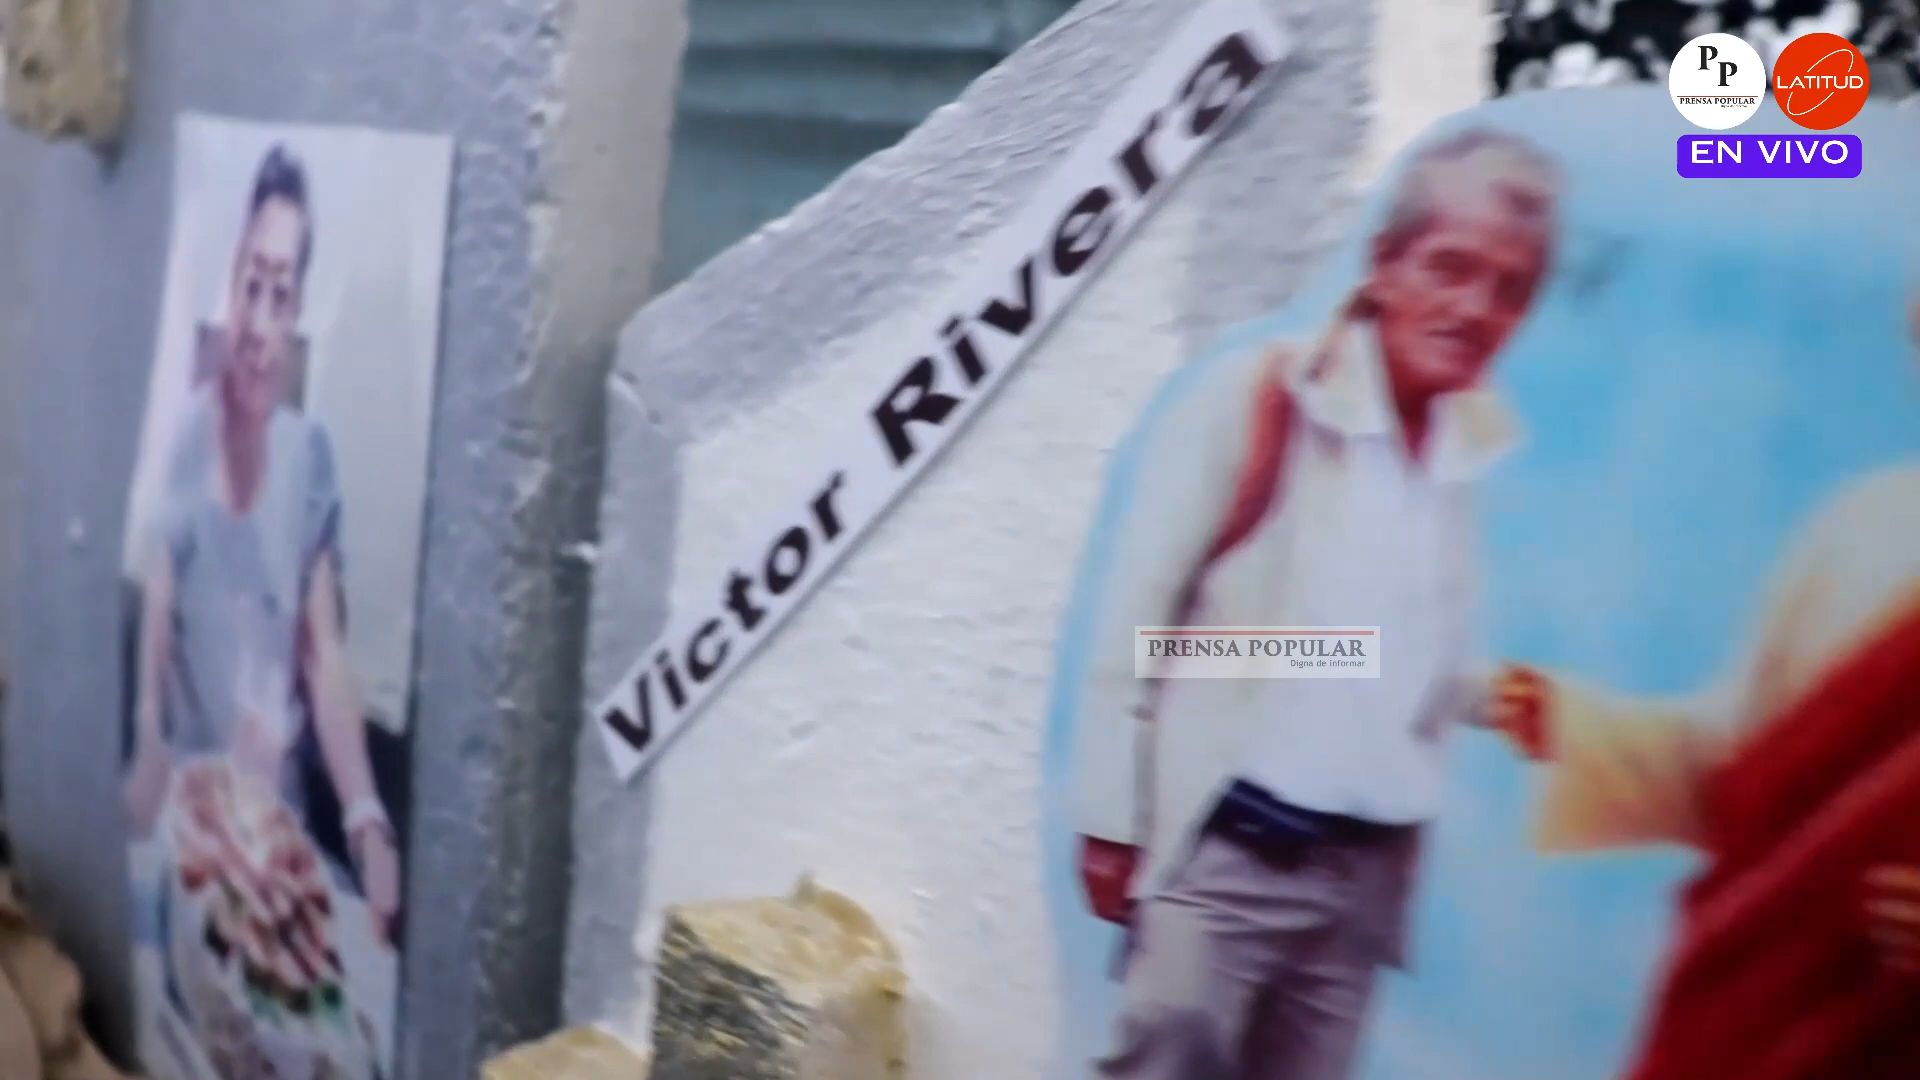 PP
PRENSA POPULAR
LATITUD
EN VIVO
Victor Rivera
PRENSA POPULAR
Digna de informar